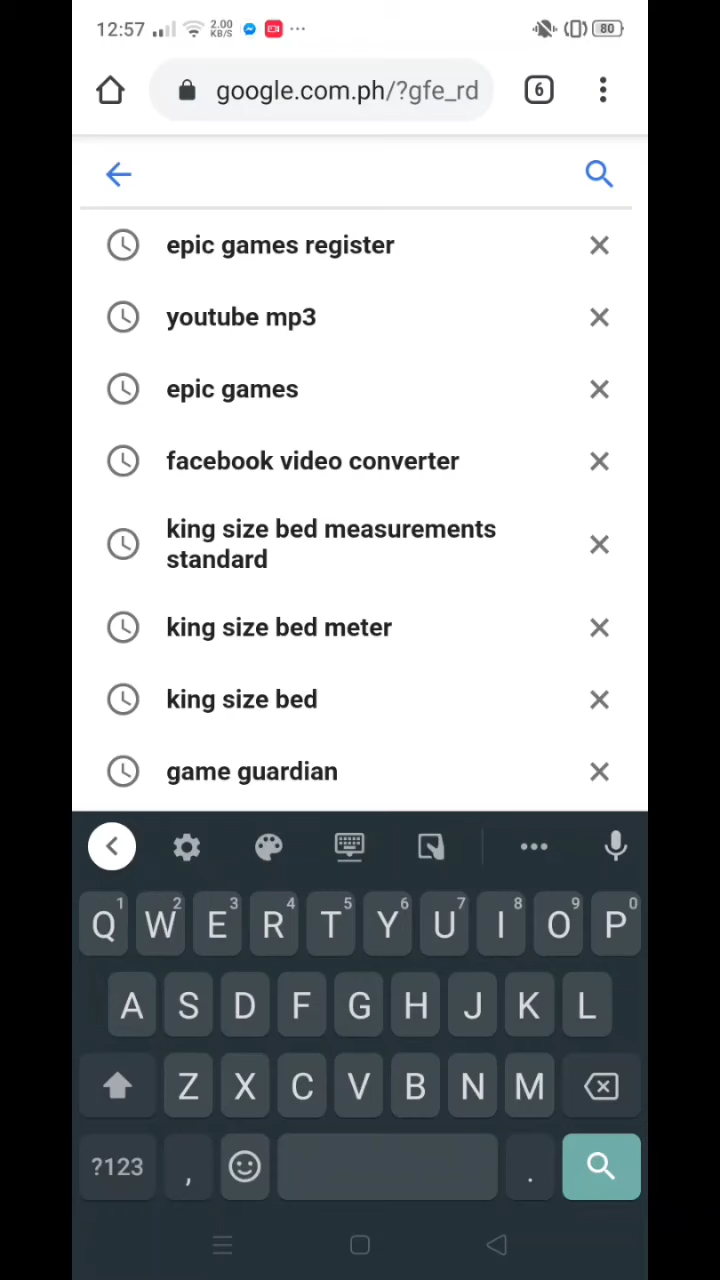 12:57 2.00 KB/S 80
google.com.ph/?gfe_rd 6
epic games register
youtube mp3
epic games
facebook video converter
king size bed measurements
standard
king size bed meter
king size bed
game guardian
Q1 W2 E3 R4 T5 Y6 U7 I8 O9 P0
A S D F G H J K L
Z X C V B N M
?123 , .